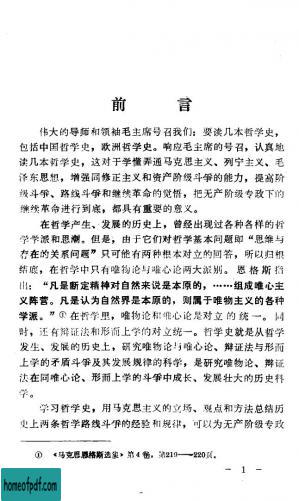 前言
伟大的导师和领袖毛主席号召我们：要读几本哲学史，
包括中国哲学史，欧洲哲学史。响应毛主席的号召，认真地
读几本哲学史，这对于学懂弄通马克思主义、列宁主义、毛
泽东思想，增强同修正主义和资产阶级斗争的能力，提高阶
级斗争、路线斗争和继续革命的觉悟，把无产阶级专政下的
继续革命进行到底，都具有重要的意义。
在哲学产生、发展的历史上，曾经出现过各种各样的哲
学学派和思潮。但是，由于它们对哲学基本问题即“思维与
存在的关系问题”只可能有两种根本对立的回答，所以归根
结底，在哲学中只有唯物论与唯心论两大派别。恩格斯指
出：“凡是断定精神对自然来说是本原的，……组成唯心主
义阵营。凡是认为自然界是本原的，则属于唯物主义的各种
学派。”①在哲学里，唯物论和唯心论是对立的统一。同
时，还有辩证法和形而上学的对立统一。哲学史就是从哲学
发生、发展的历史上，研究唯物论与唯心论、辩证法与形而
上学的矛盾斗争及其发展规律的科学，是研究唯物论、辩证
法在同唯心论、形而上学的斗争中成长、发展壮大的历史科
学。
学习哲学史，用马克思主义的立场、观点和方法总结历
史上两条哲学路线斗争的经验和规律，可以为无产阶级专政
① 《马克思恩格斯选集》第4卷，第219—220页。
— 1 —
homeofpdf.com